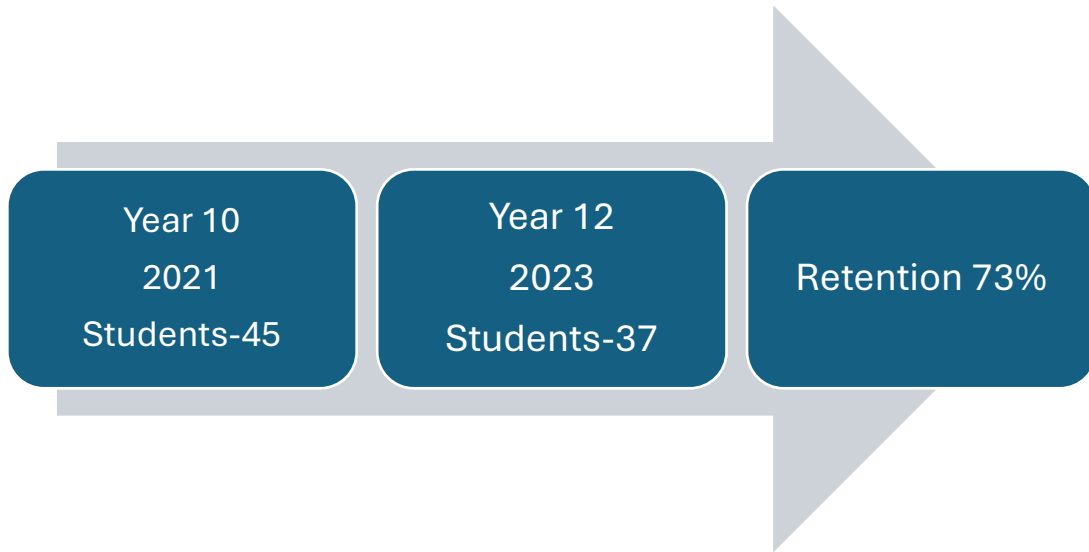 Year 10
2021
Students-45
Year 12
2023
Students-37
Retention 73%